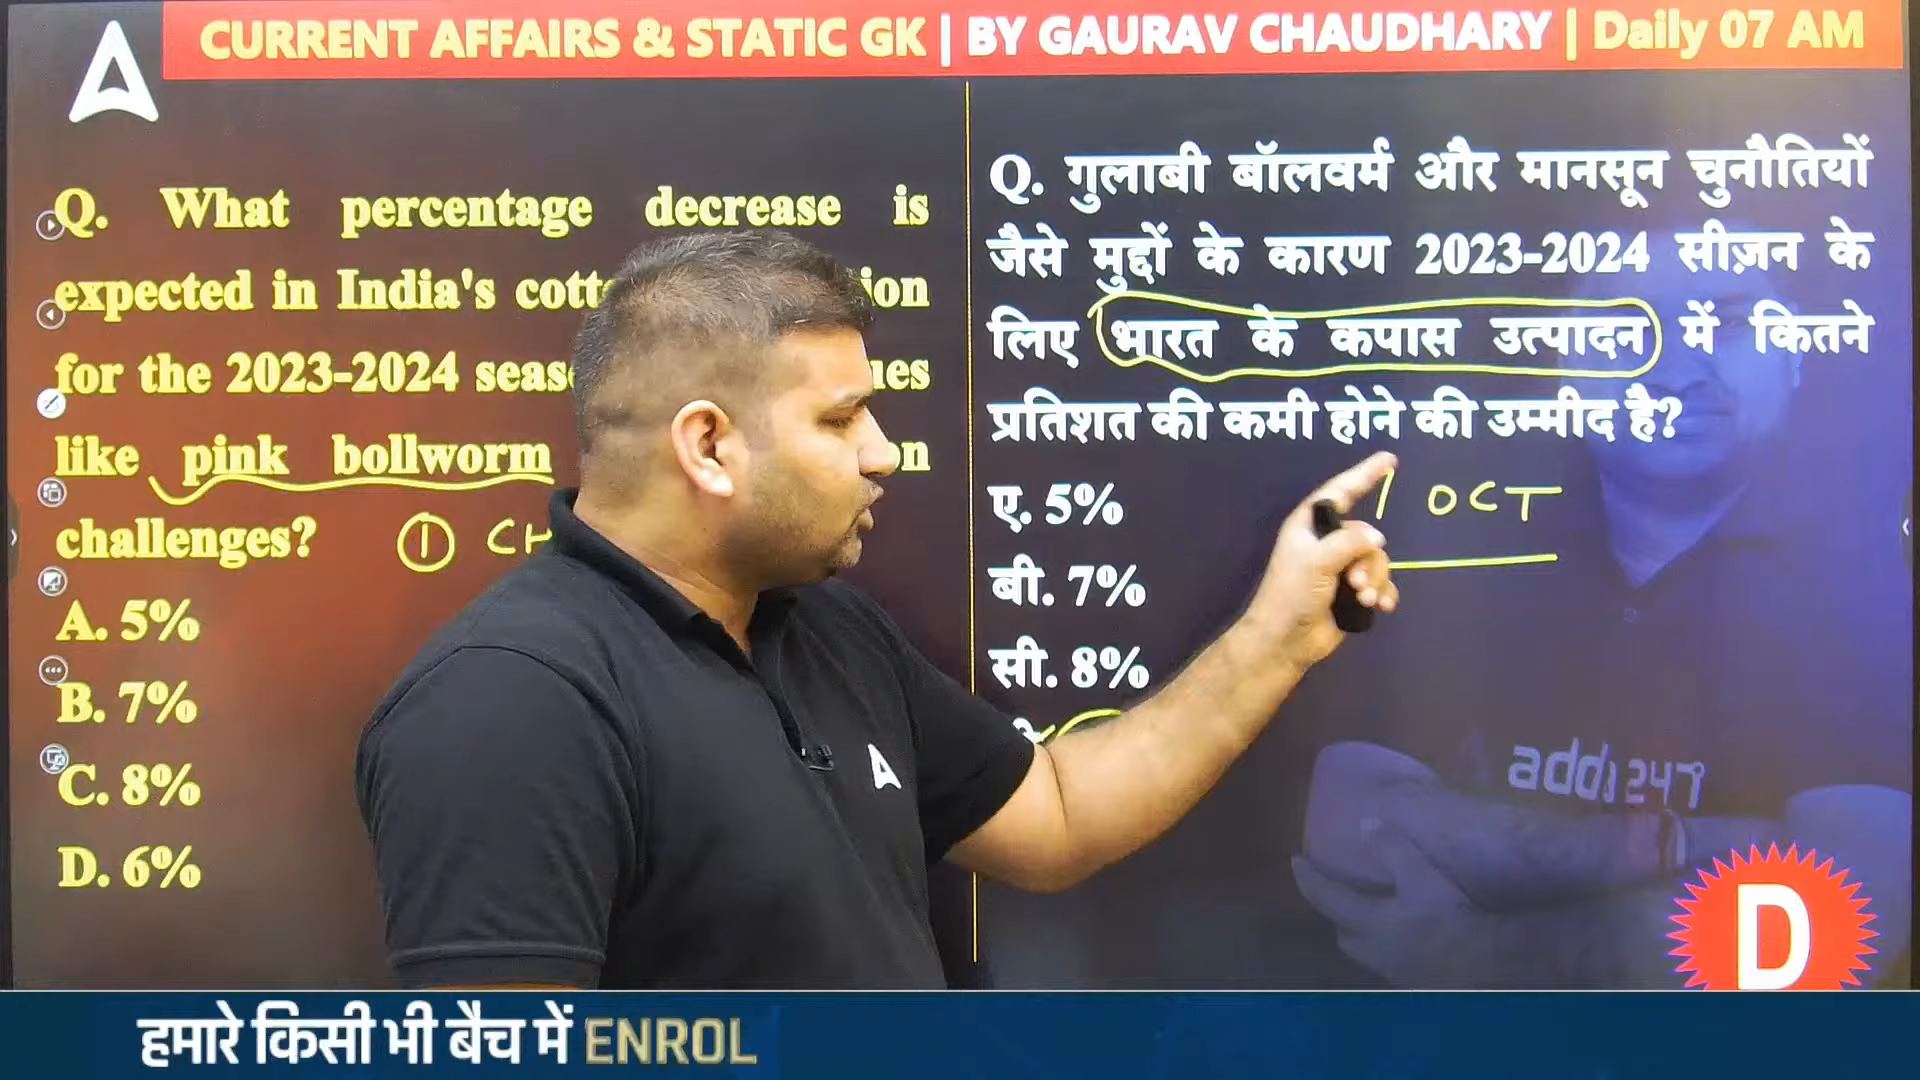 CURRENT AFFAIRS & STATIC GK | BY GAURAV CHAUDHARY | Daily 07 AM
Q. What percentage decrease is
expected in India's
for the 2023-2024
like pink bollworm
challenges? ① CH
A. 5%
B. 7%
C. 8%
D. 6%
Q. गुलाबी बॉलवर्म और मानसून चुनौतियों
जैसे मुद्दों के कारण 2023-2024 सीज़न के
लिए भारत के कपास उत्पादन में कितने
प्रतिशत की कमी होने की उम्मीद है?
ए. 5%
1 OCT
बी. 7%
सी. 8%
adda247
D
हमारे किसी भी बैच में ENROL